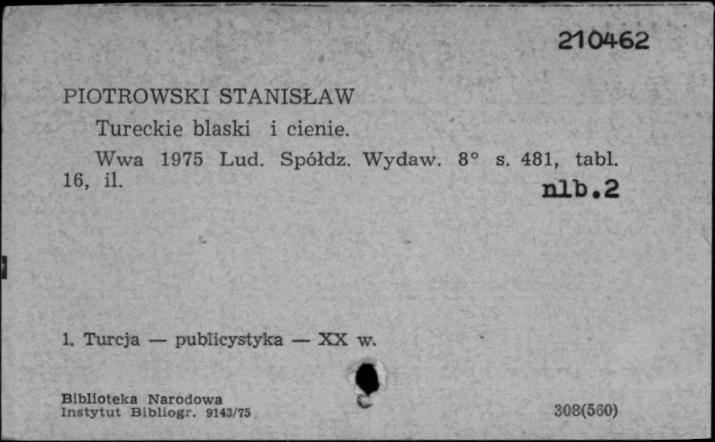 210462
PIOTROWSKI STANISŁAW
Tureckie blaski i cienie.
Wwa 1975 Lud. Spółdz. Wydaw. 8° s. 481, tabl.
16, il.
nlb.2
1. Turcja — publicystyka — XX w.
Biblioteka Narodowa
Instytut Bibliogr. 9143/75
308(560)